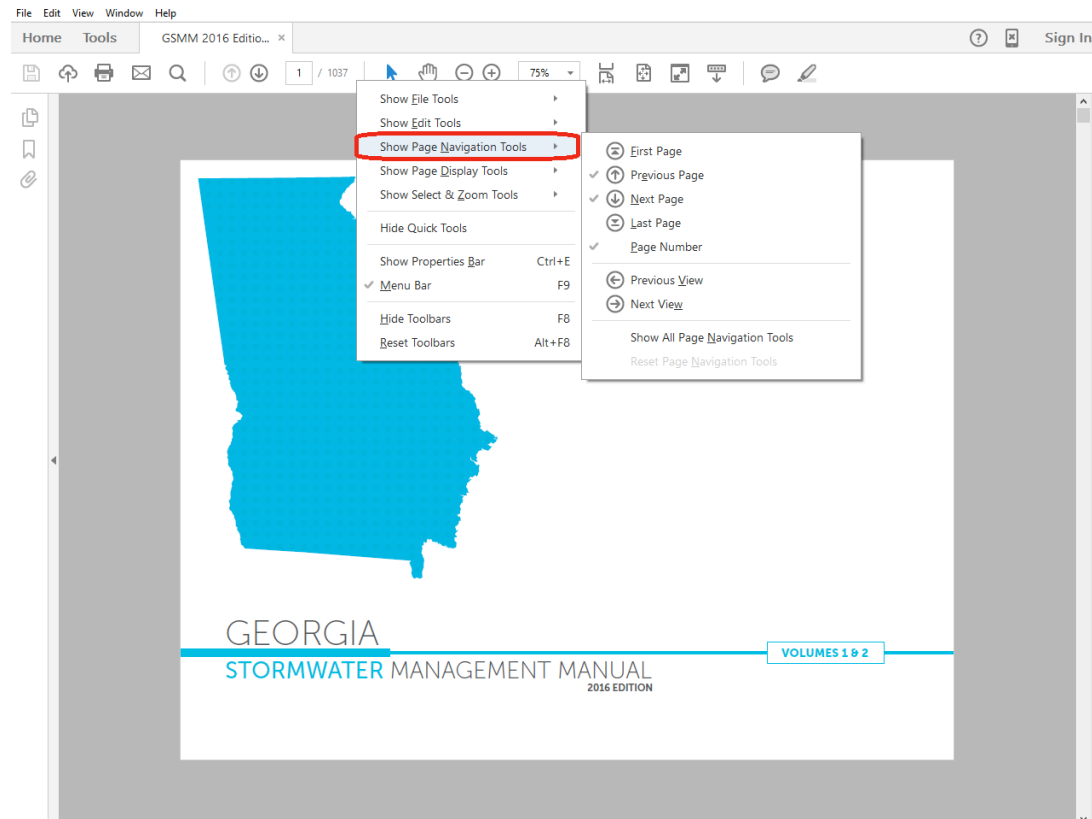 File Edit View Window Help
Home Tools GSMM 2016 Editio... × Sign In
1 / 1037 75%
Show File Tools
Show Edit Tools
Show Page Navigation Tools
Show Page Display Tools
Show Select & Zoom Tools
Hide Quick Tools
Show Properties Bar Ctrl+E
Menu Bar F9
Hide Toolbars F8
Reset Toolbars Alt+F8
First Page
Previous Page
Next Page
Last Page
Page Number
Previous View
Next View
Show All Page Navigation Tools
Reset Page Navigation Tools
GEORGIA
VOLUMES 1 & 2
STORMWATER MANAGEMENT MANUAL
2016 EDITION